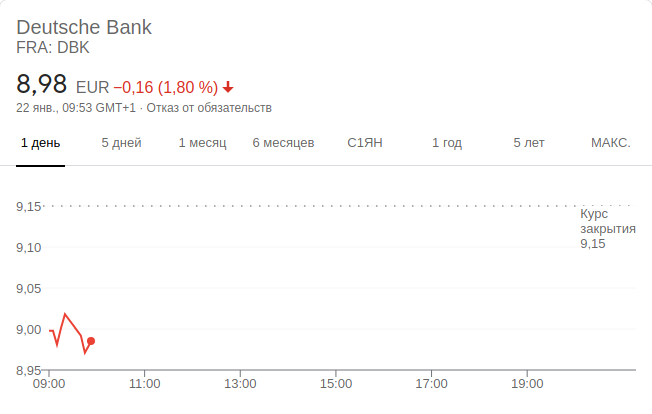 Deutsche Bank
FRA: DBK
8,98 EUR −0,16 (1,80 %)
22 янв., 09:53 GMT+1 · Отказ от обязательств
1 день 5 дней 1 месяц 6 месяцев С1ЯН 1 год 5 лет МАКС.
9,15
Курс
закрытия
9,15
9,10
9,05
9,00
8,95
09:00 11:00 13:00 15:00 17:00 19:00